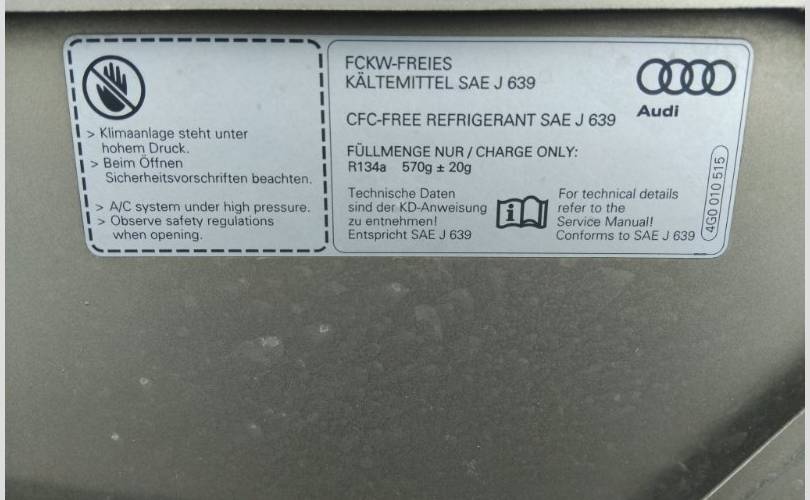 > Klimaanlage steht unter
hohem Druck.
> Beim Öffnen
Sicherheitsvorschriften beachten.
> A/C system under high pressure.
> Observe safety regulations
when opening.
FCKW-FREIES
KÄLTEMITTEL SAE J 639
CFC-FREE REFRIGERANT SAE J 639
FÜLLMENGE NUR / CHARGE ONLY:
R134a 570g ± 20g
Technische Daten
sind der KD-Anweisung
zu entnehmen!
Entspricht SAE J 639
For technical details
refer to the
Service Manual!
Conforms to SAE J 639
Audi
4G0 010 515